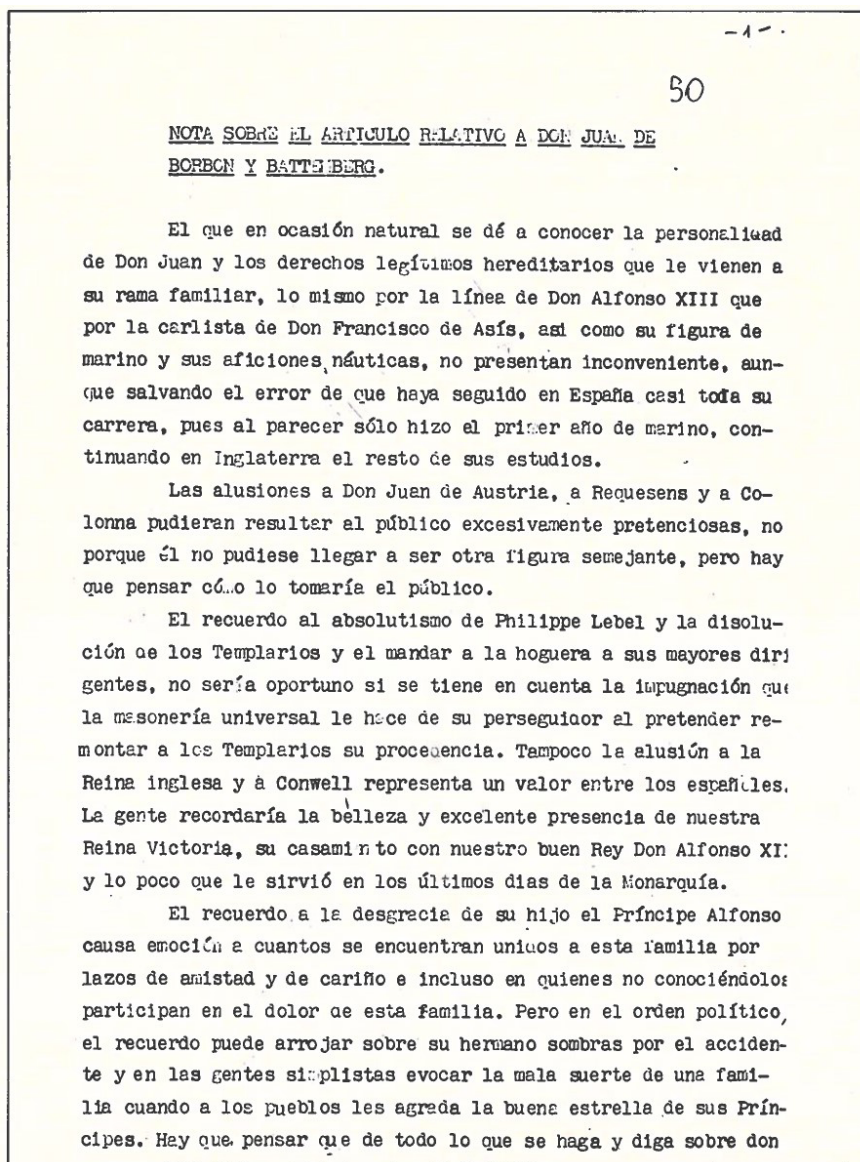 -1-.
50
NOTA SOBRE EL ARTICULO RELATIVO A DON JUAN DE
BORBON Y BATTENBERG.
El que en ocasión natural se dé a conocer la personalidad
de Don Juan y los derechos legítimos hereditarios que le vienen a
su rama familiar, lo mismo por la línea de Don Alfonso XIII que
por la carlista de Don Francisco de Asís, asi como su figura de
marino y sus aficiones náuticas, no presentan inconveniente, aun-
que salvando el error de que haya seguido en España casi toda su
carrera, pues al parecer sólo hizo el primer año de marino, con-
tinuando en Inglaterra el resto de sus estudios.
Las alusiones a Don Juan de Austria, a Requesens y a Co-
lonna pudieran resultar al público excesivamente pretenciosas, no
porque él no pudiese llegar a ser otra figura semejante, pero hay
que pensar cómo lo tomaría el público.
El recuerdo al absolutismo de Philippe Lebel y la disolu-
ción de los Templarios y el mandar a la hoguera a sus mayores diri
gentes, no sería oportuno si se tiene en cuenta la impugnación que
la masonería universal le hace de su perseguidor al pretender re-
montar a los Templarios su procedencia. Tampoco la alusión a la
Reina inglesa y a Conwell representa un valor entre los españoles.
La gente recordaría la belleza y excelente presencia de nuestra
Reina Victoria, su casaminto con nuestro buen Rey Don Alfonso XII
y lo poco que le sirvió en los últimos dias de la Monarquía.
El recuerdo a la desgracia de su hijo el Príncipe Alfonso
causa emoción a cuantos se encuentran unidos a esta familia por
lazos de amistad y de cariño e incluso en quienes no conociéndolos
participan en el dolor de esta familia. Pero en el orden político,
el recuerdo puede arrojar sobre su hermano sombras por el acciden-
te y en las gentes simplistas evocar la mala suerte de una fami-
lia cuando a los pueblos les agrada la buena estrella de sus Prín-
cipes. Hay que pensar que de todo lo que se haga y diga sobre don